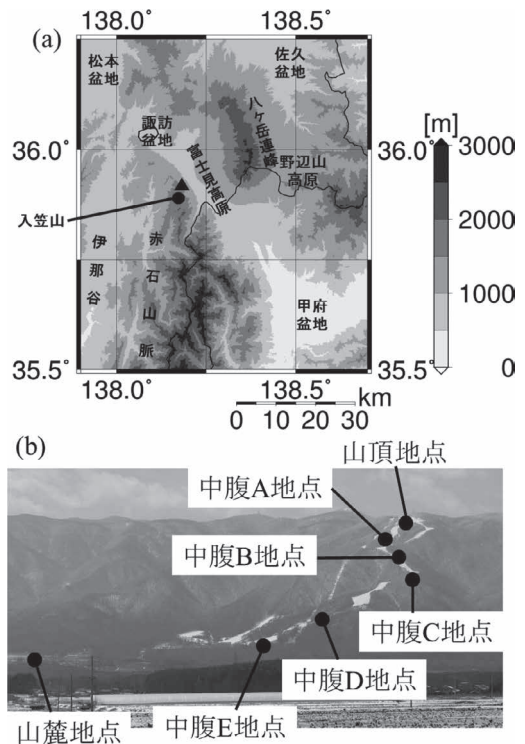 (a)
138.0°
138.5°
松本
盆地
佐久
盆地
諏訪
盆地
八ヶ岳連峰
富士見高原
野辺山
高原
入笠山
伊那谷
赤石山脈
甲府
盆地
36.0°
35.5°
36.0°
35.5°
138.0°
138.5°
[m]
3000
2000
1000
0
km
0 10 20 30
(b)
山頂地点
中腹A地点
中腹B地点
中腹C地点
中腹D地点
山麓地点
中腹E地点